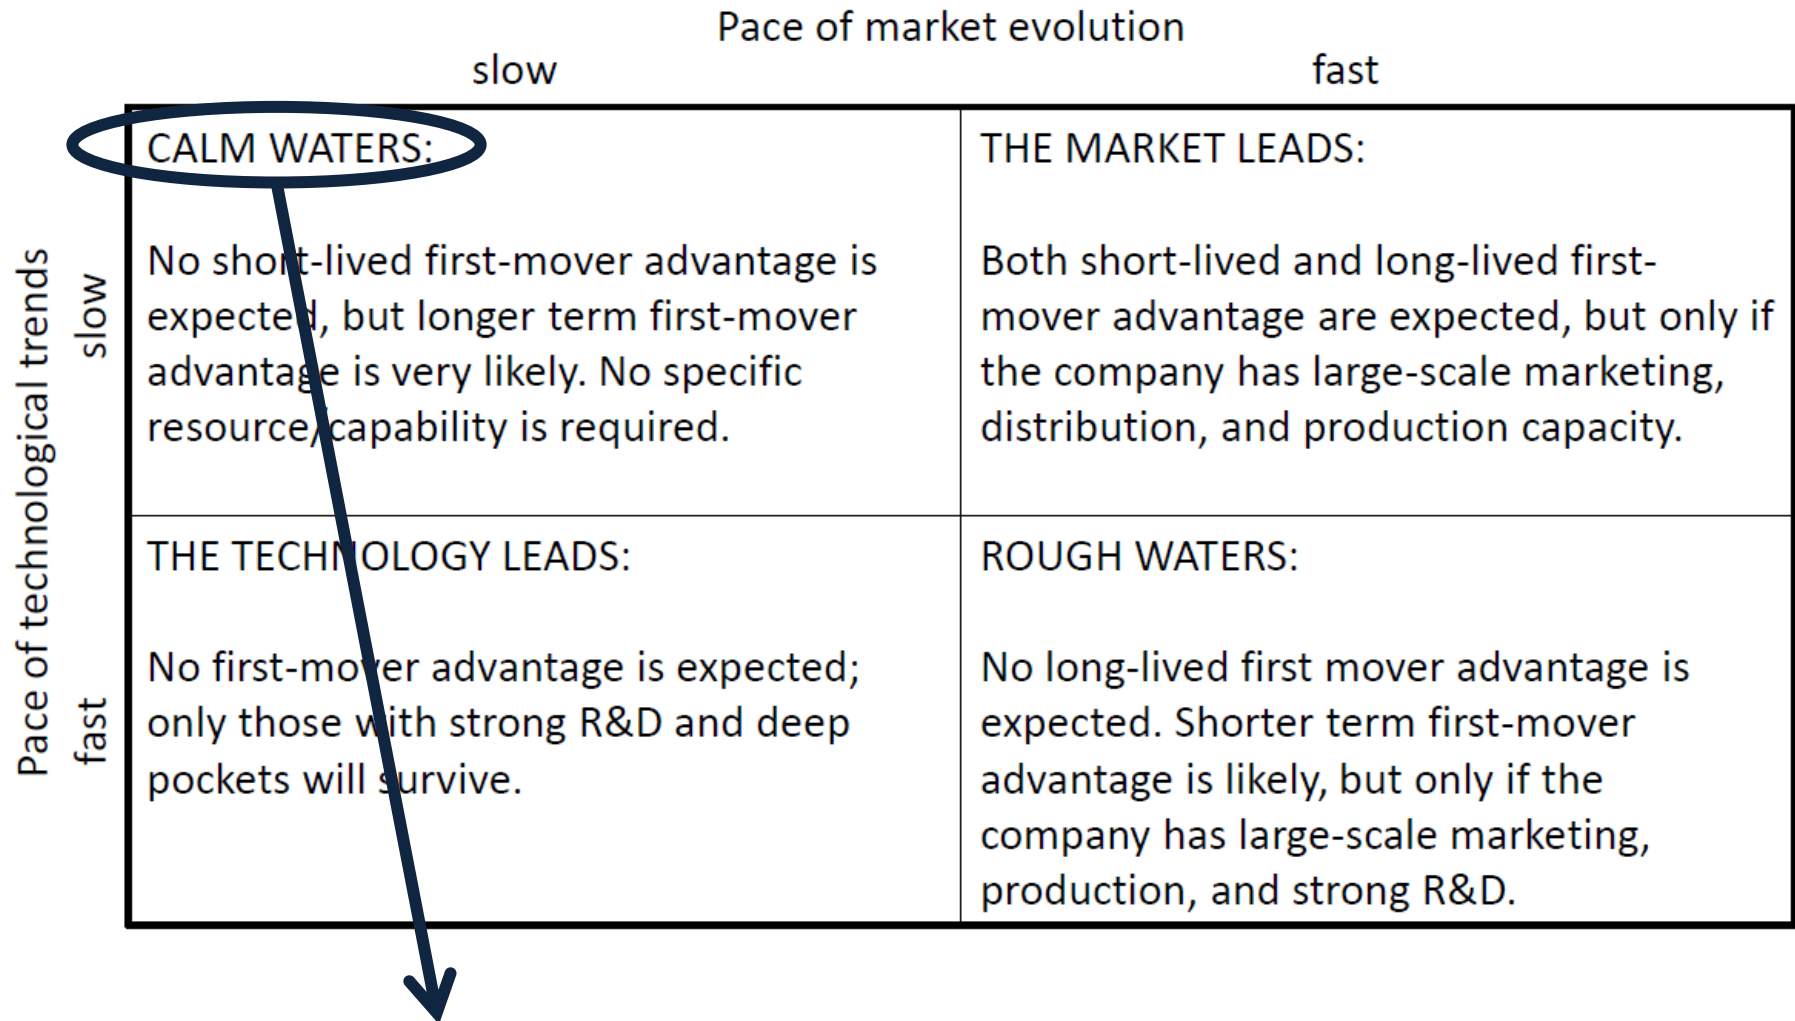 Pace of market evolution
slow
fast
Pace of technological trends
slow
fast
CALM WATERS:
No short-lived first-mover advantage is
expected, but longer term first-mover
advantage is very likely. No specific
resource/capability is required.
THE MARKET LEADS:
Both short-lived and long-lived first-
mover advantage are expected, but only if
the company has large-scale marketing,
distribution, and production capacity.
THE TECHNOLOGY LEADS:
No first-mover advantage is expected;
only those with strong R&D and deep
pockets will survive.
ROUGH WATERS:
No long-lived first mover advantage is
expected. Shorter term first-mover
advantage is likely, but only if the
company has large-scale marketing,
production, and strong R&D.